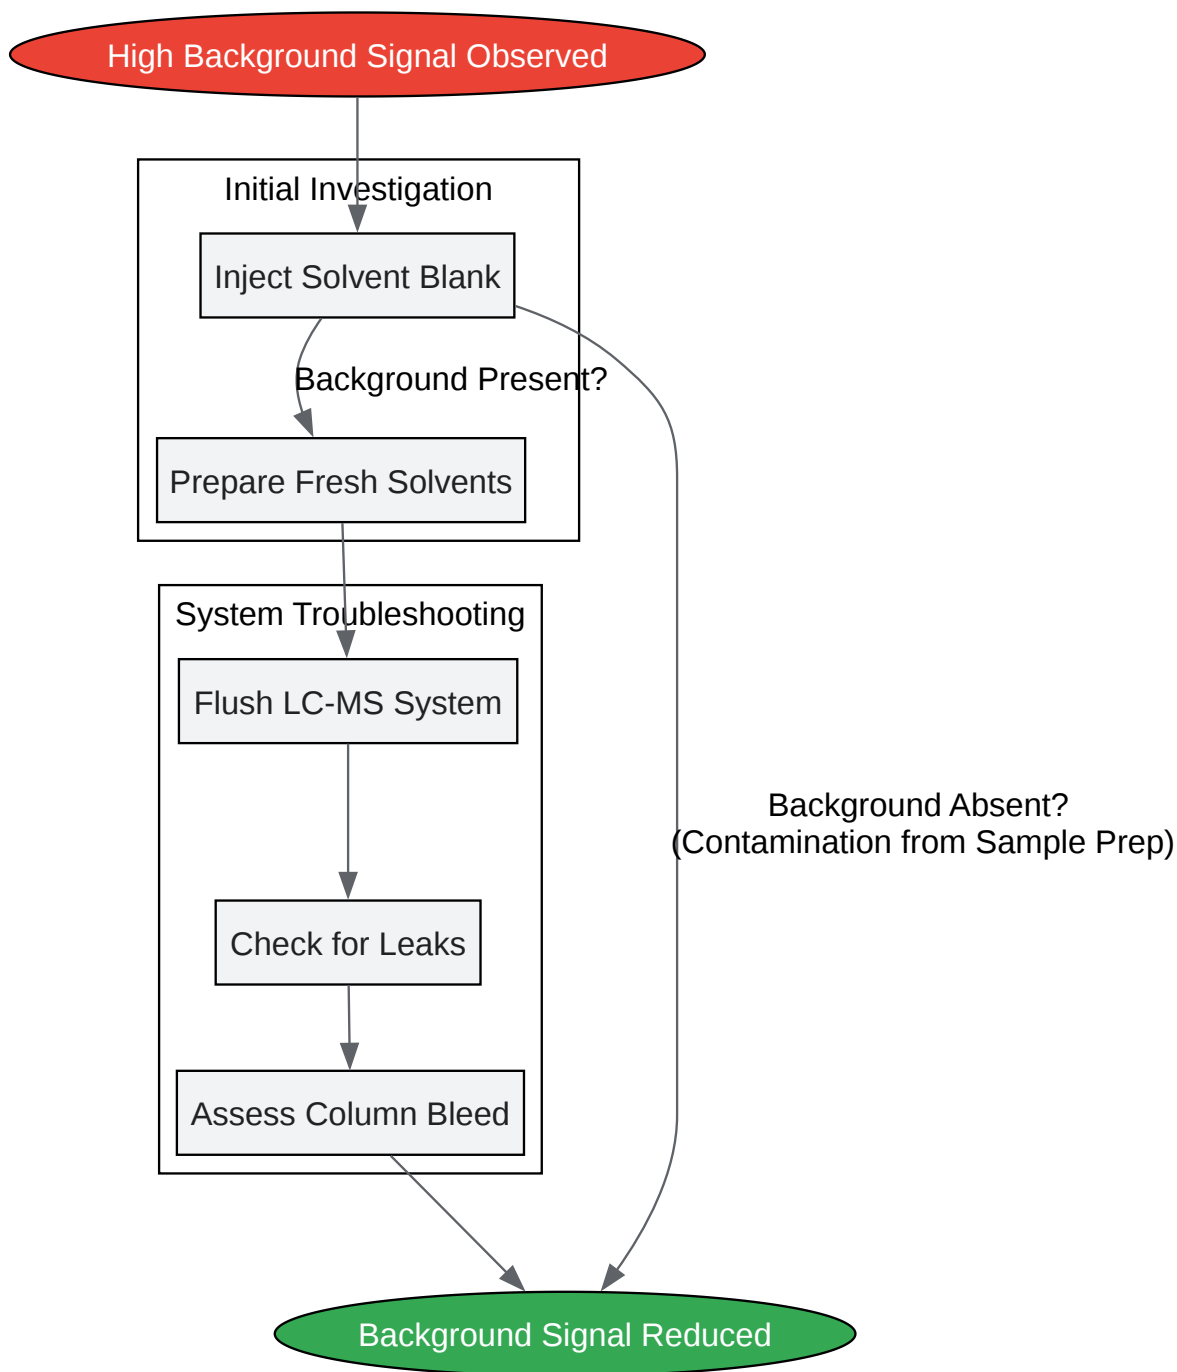 High Background Signal Observed
Initial Investigation
Inject Solvent Blank
Background Present?
Prepare Fresh Solvents
System Troubleshooting
Flush LC-MS System
Background Absent?
(Contamination from Sample Prep)
Check for Leaks
Assess Column Bleed
Background Signal Reduced